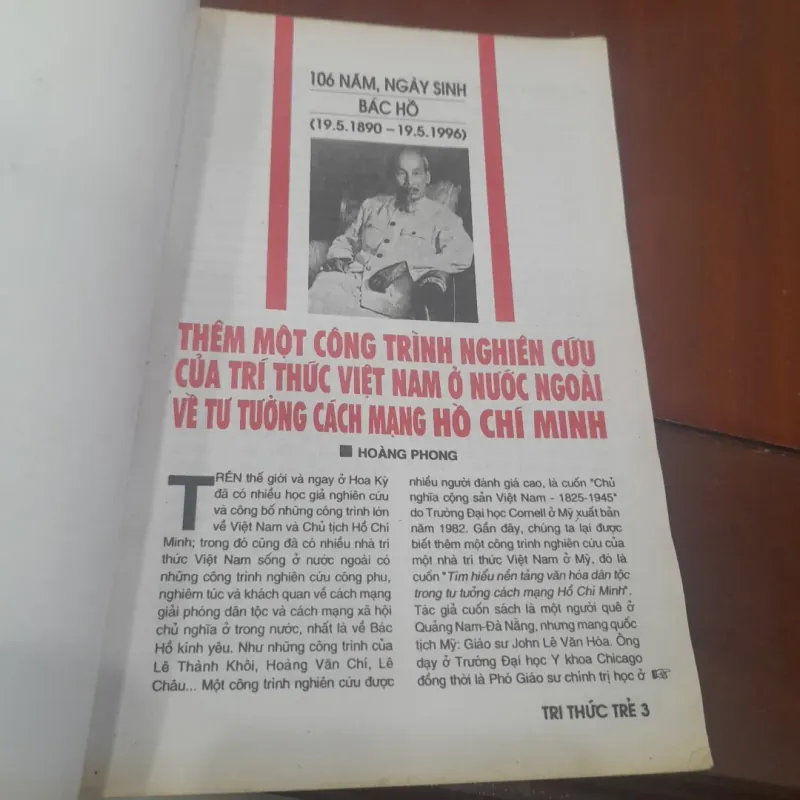 106 NĂM, NGÀY SINH
BÁC HỒ
(19.5.1890 – 19.5.1996)
THÊM MỘT CÔNG TRÌNH NGHIÊN CỨU
CỦA TRÍ THỨC VIỆT NAM Ở NƯỚC NGOÀI
VỀ TƯ TƯỞNG CÁCH MẠNG HỒ CHÍ MINH
HOÀNG PHONG
TRÊN thế giới và ngay ở Hoa Kỳ
đã có nhiều học giả nghiên cứu
và công bố những công trình lớn
về Việt Nam và Chủ tịch Hồ Chí
Minh; trong đó cũng đã có nhiều nhà trí
thức Việt Nam sống ở nước ngoài có
những công trình nghiên cứu công phu,
nghiêm túc và khách quan về cách mạng
giải phóng dân tộc và cách mạng xã hội
chủ nghĩa ở trong nước, nhất là về Bác
Hồ kính yêu. Như những công trình của
Lê Thành Khôi, Hoàng Văn Chí, Lê
Châu... Một công trình nghiên cứu được
nhiều người đánh giá cao, là cuốn "Chủ
nghĩa cộng sản Việt Nam - 1825-1945"
do Trường Đại học Cornell ở Mỹ xuất bản
năm 1982. Gần đây, chúng ta lại được
biết thêm một công trình nghiên cứu của
một nhà trí thức Việt Nam ở Mỹ, đó là
cuốn "Tìm hiểu nền tảng văn hóa dân tộc
trong tư tưởng cách mạng Hồ Chí Minh".
Tác giả cuốn sách là một người quê ở
Quảng Nam-Đà Nẵng, nhưng mang quốc
tịch Mỹ: Giáo sư John Lê Văn Hóa. Ông
dạy ở Trường Đại học Y khoa Chicago
đồng thời là Phó Giáo sư chính trị học ở
TRI THỨC TRẺ 3